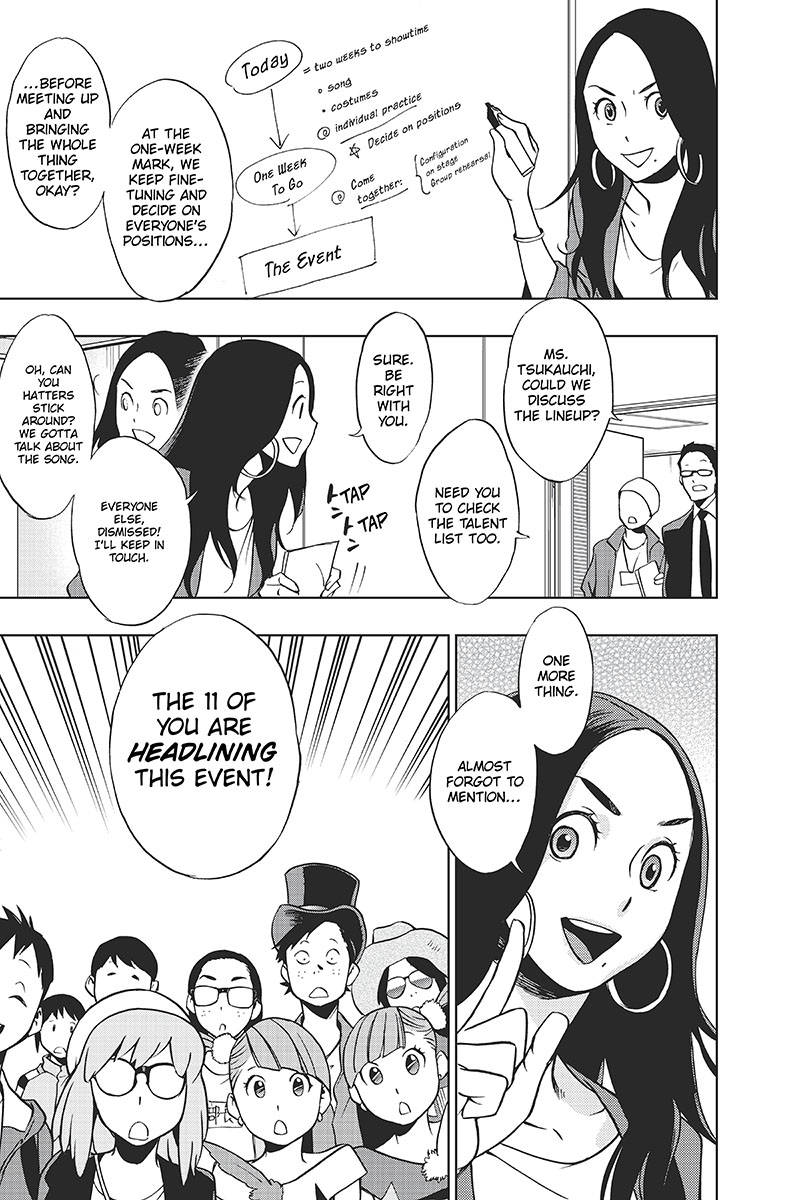 Today
= two weeks to showtime
song
costumes
individual practice
Decide on positions
One Week
To Go
Come
together:
Configuration
on stage
Group rehearsal
The Event
AT THE
ONE-WEEK
MARK, WE
KEEP FINE-
TUNING AND
DECIDE ON
EVERYONE'S
POSITIONS...
...BEFORE
MEETING UP
AND
BRINGING
THE WHOLE
THING
TOGETHER,
OKAY?
MS.
TSUKAUCHI,
COULD WE
DISCUSS
THE LINEUP?
NEED YOU
TO CHECK
THE TALENT
LIST TOO.
SURE.
BE
RIGHT
WITH
YOU.
TAP
TAP
OH, CAN
YOU
HATTERS
STICK
AROUND?
WE GOTTA
TALK ABOUT
THE SONG.
EVERYONE
ELSE,
DISMISSED!
I'LL KEEP IN
TOUCH.
ONE
MORE
THING.
ALMOST
FORGOT TO
MENTION...
THE 11 OF
YOU ARE
HEADLINING
THIS EVENT!